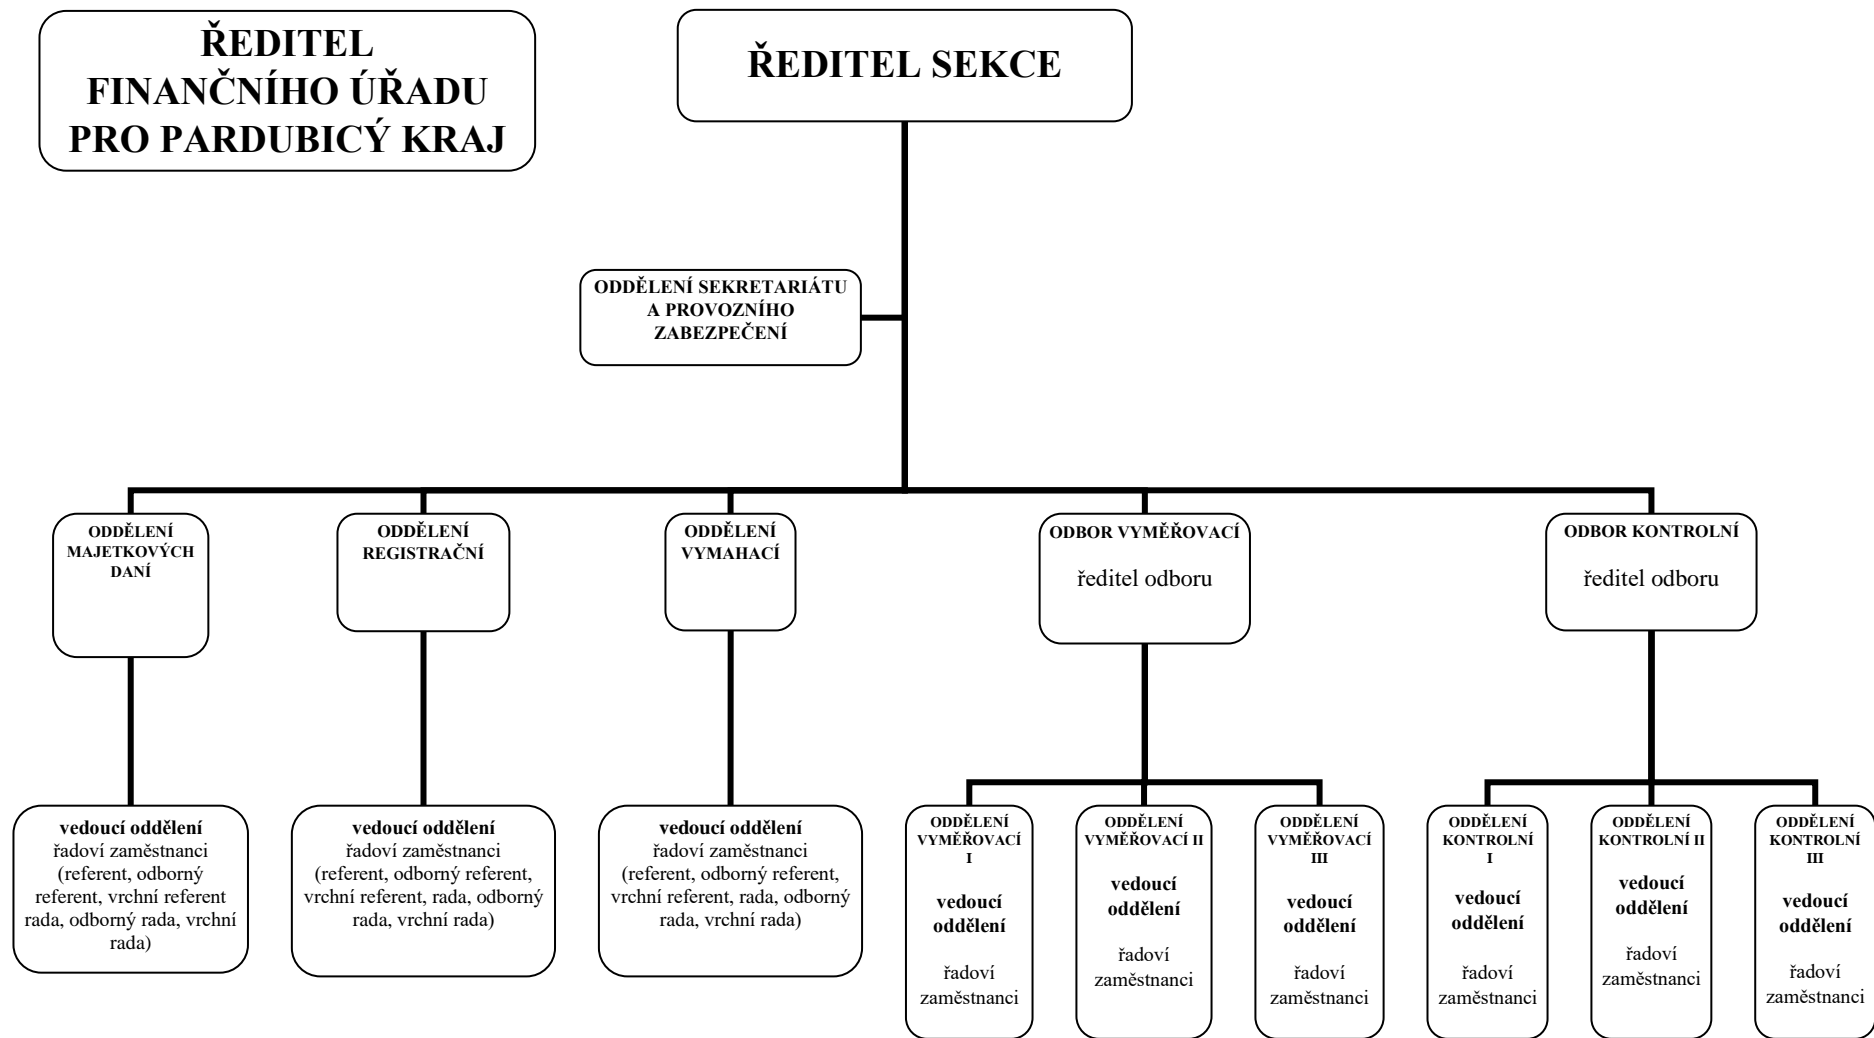 ŘEDITEL
FINANČNÍHO ÚŘADU
PRO PARDUBICÝ KRAJ
ŘEDITEL SEKCE
ODDĚLENÍ SEKRETARIÁTU
A PROVOZNÍHO
ZABEZPEČENÍ
ODDĚLENÍ
MAJETKOVÝCH
DANÍ
ODDĚLENÍ
REGISTRAČNÍ
ODDĚLENÍ
VYMAHACÍ
ODBOR VYMĚŘOVACÍ
ředitel odboru
ODBOR KONTROLNÍ
ředitel odboru
vedoucí oddělení
řadoví zaměstnanci
(referent, odborný
referent, vrchní referent
rada, odborný rada, vrchní
rada)
vedoucí oddělení
řadoví zaměstnanci
(referent, odborný referent,
vrchní referent, rada, odborný
rada, vrchní rada)
vedoucí oddělení
řadoví zaměstnanci
(referent, odborný referent,
vrchní referent, rada, odborný
rada, vrchní rada)
ODDĚLENÍ
VYMĚŘOVACÍ
I
vedoucí
oddělení
řadoví
zaměstnanci
ODDĚLENÍ
VYMĚŘOVACÍ II
vedoucí
oddělení
řadoví
zaměstnanci
ODDĚLENÍ
VYMĚŘOVACÍ
III
vedoucí
oddělení
řadoví
zaměstnanci
ODDĚLENÍ
KONTROLNÍ
I
vedoucí
oddělení
řadoví
zaměstnanci
ODDĚLENÍ
KONTROLNÍ II
vedoucí
oddělení
řadoví
zaměstnanci
ODDĚLENÍ
KONTROLNÍ
III
vedoucí
oddělení
řadoví
zaměstnanci